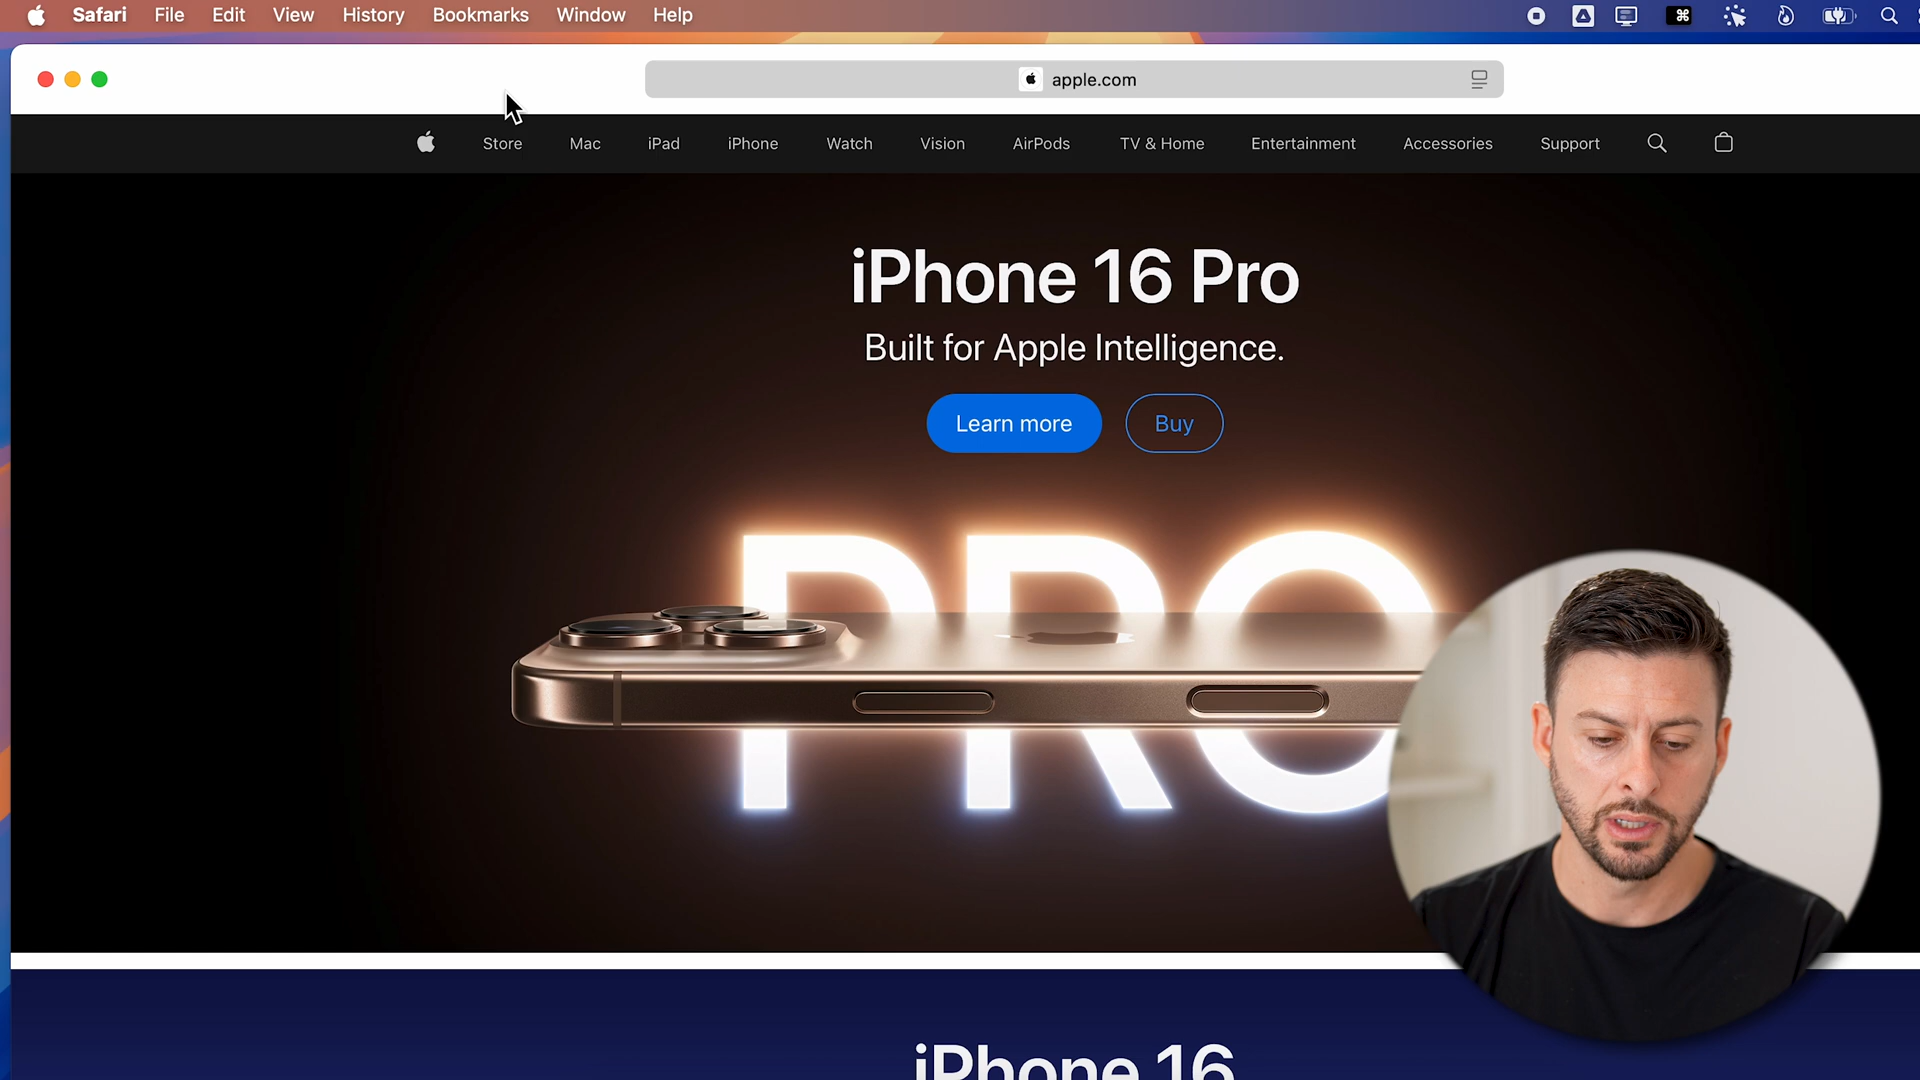 Safari File Edit View History Bookmarks Window Help
apple.com
Store Mac iPad iPhone Watch Vision AirPods TV & Home Entertainment Accessories Support
iPhone 16 Pro
Built for Apple Intelligence.
Learn more Buy
PRO
iPhone 16